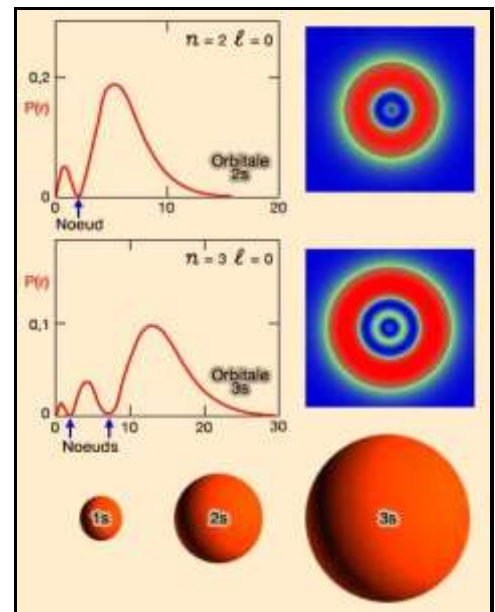 n = 2 ℓ = 0
0,2
P(r)
Orbitale
2s
0
10
20
Noeud
n = 3 ℓ = 0
P(r)
0,1
Orbitale
3s
0
0
10
20
30
Noeuds
1s
2s
3s